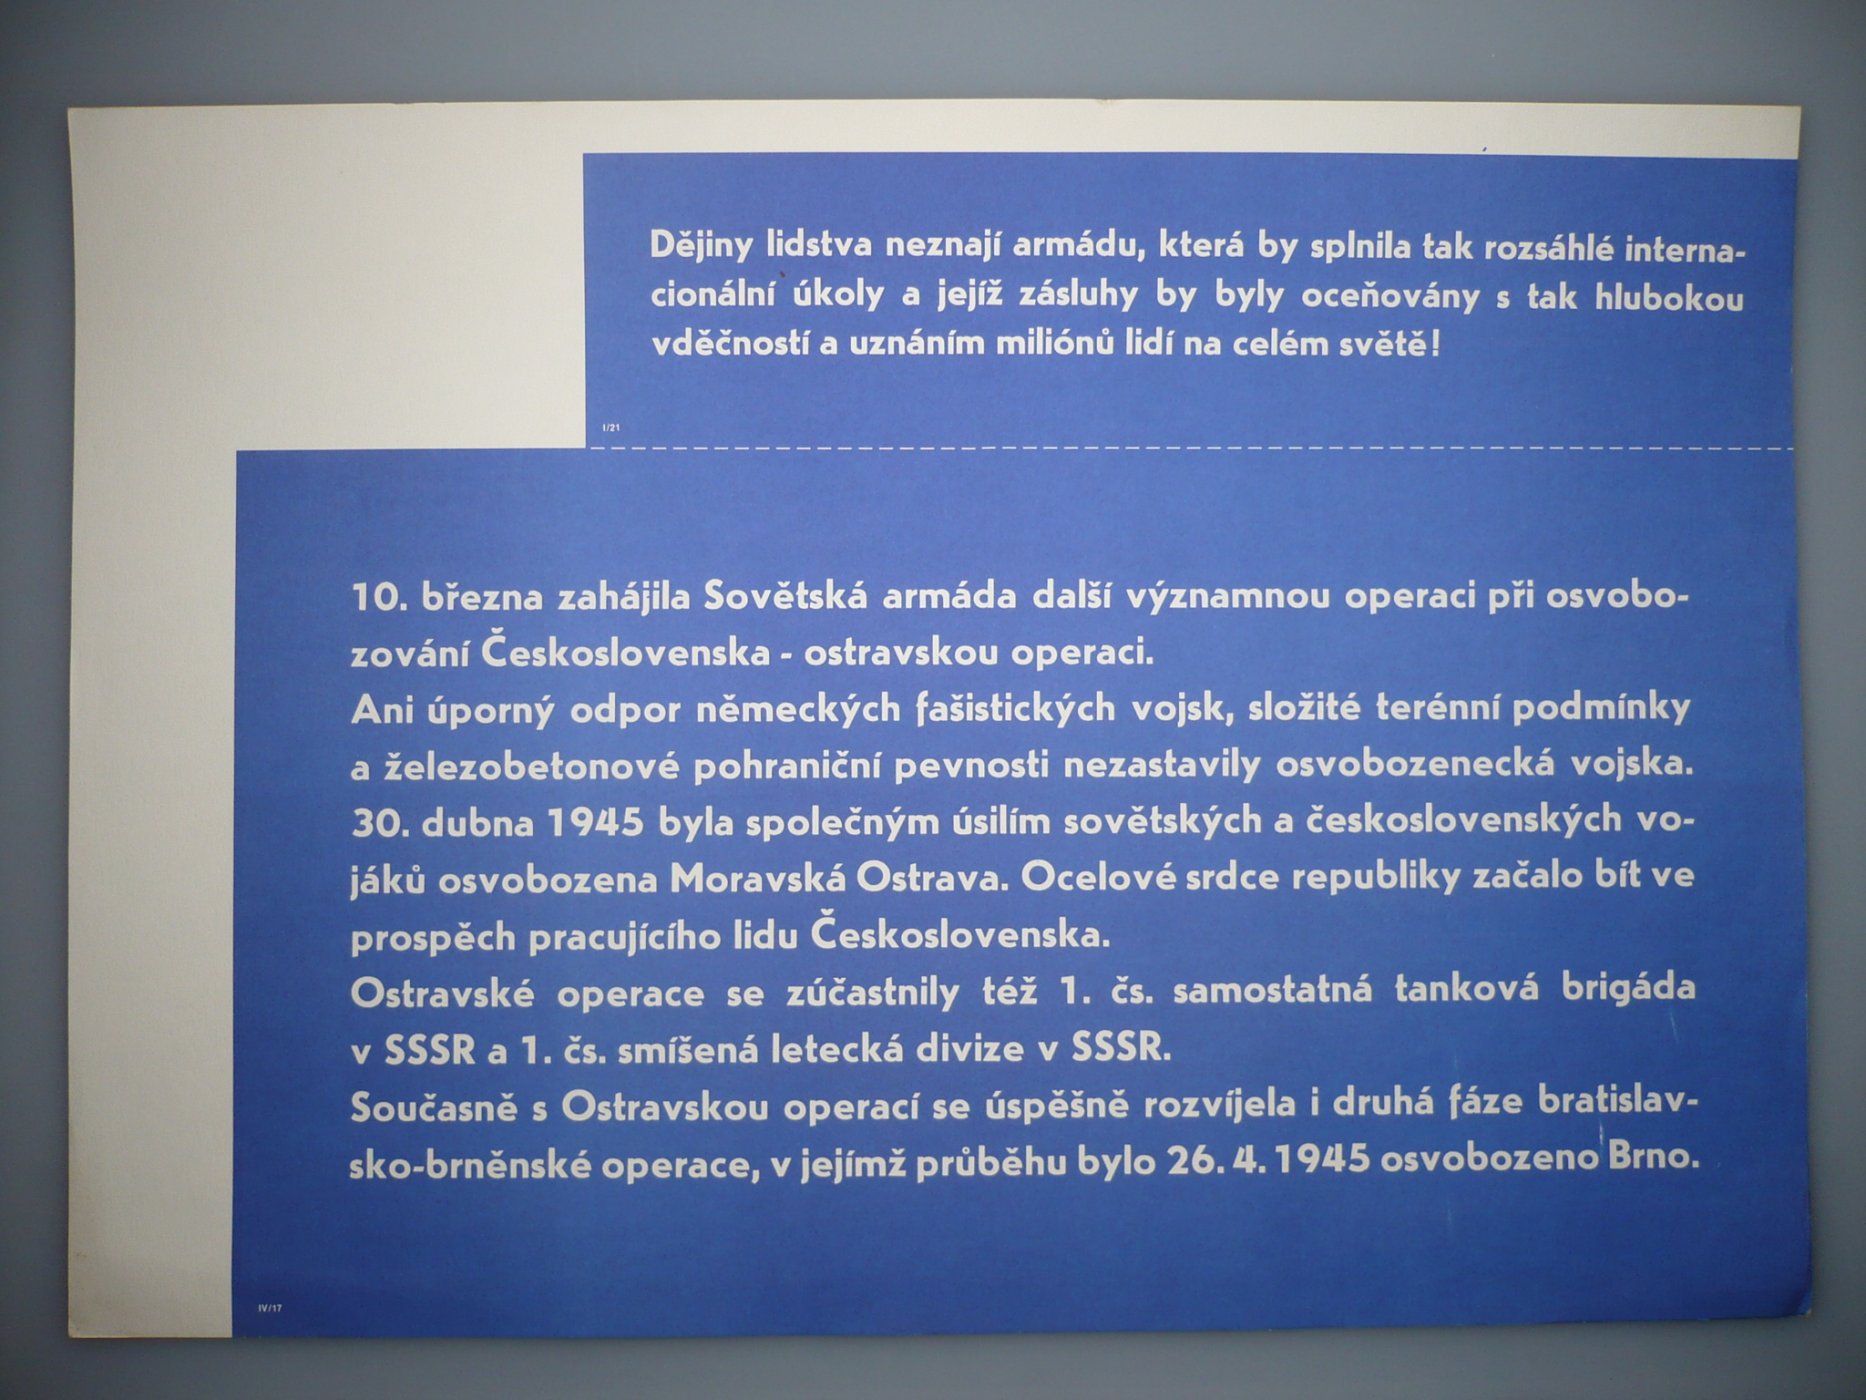 Dějiny lidstva neznají armádu, která by splnila tak rozsáhlé interna-
cionální úkoly a jejíž zásluhy by byly oceňovány s tak hlubokou
vděčností a uznáním miliónů lidí na celém světě!
I/21
10. března zahájila Sovětská armáda další významnou operaci při osvobo-
zování Československa - ostravskou operaci.
Ani úporný odpor německých fašistických vojsk, složité terénní podmínky
a železobetonové pohraniční pevnosti nezastavily osvobozenecká vojska.
30. dubna 1945 byla společným úsilím sovětských a československých vo-
jáků osvobozena Moravská Ostrava. Ocelové srdce republiky začalo bít ve
prospěch pracujícího lidu Československa.
Ostravské operace se zúčastnily též 1. čs. samostatná tanková brigáda
v SSSR a 1. čs. smíšená letecká divize v SSSR.
Současně s Ostravskou operací se úspěšně rozvíjela i druhá fáze bratislav-
sko-brněnské operace, v jejímž průběhu bylo 26. 4. 1945 osvobozeno Brno.
IV/17